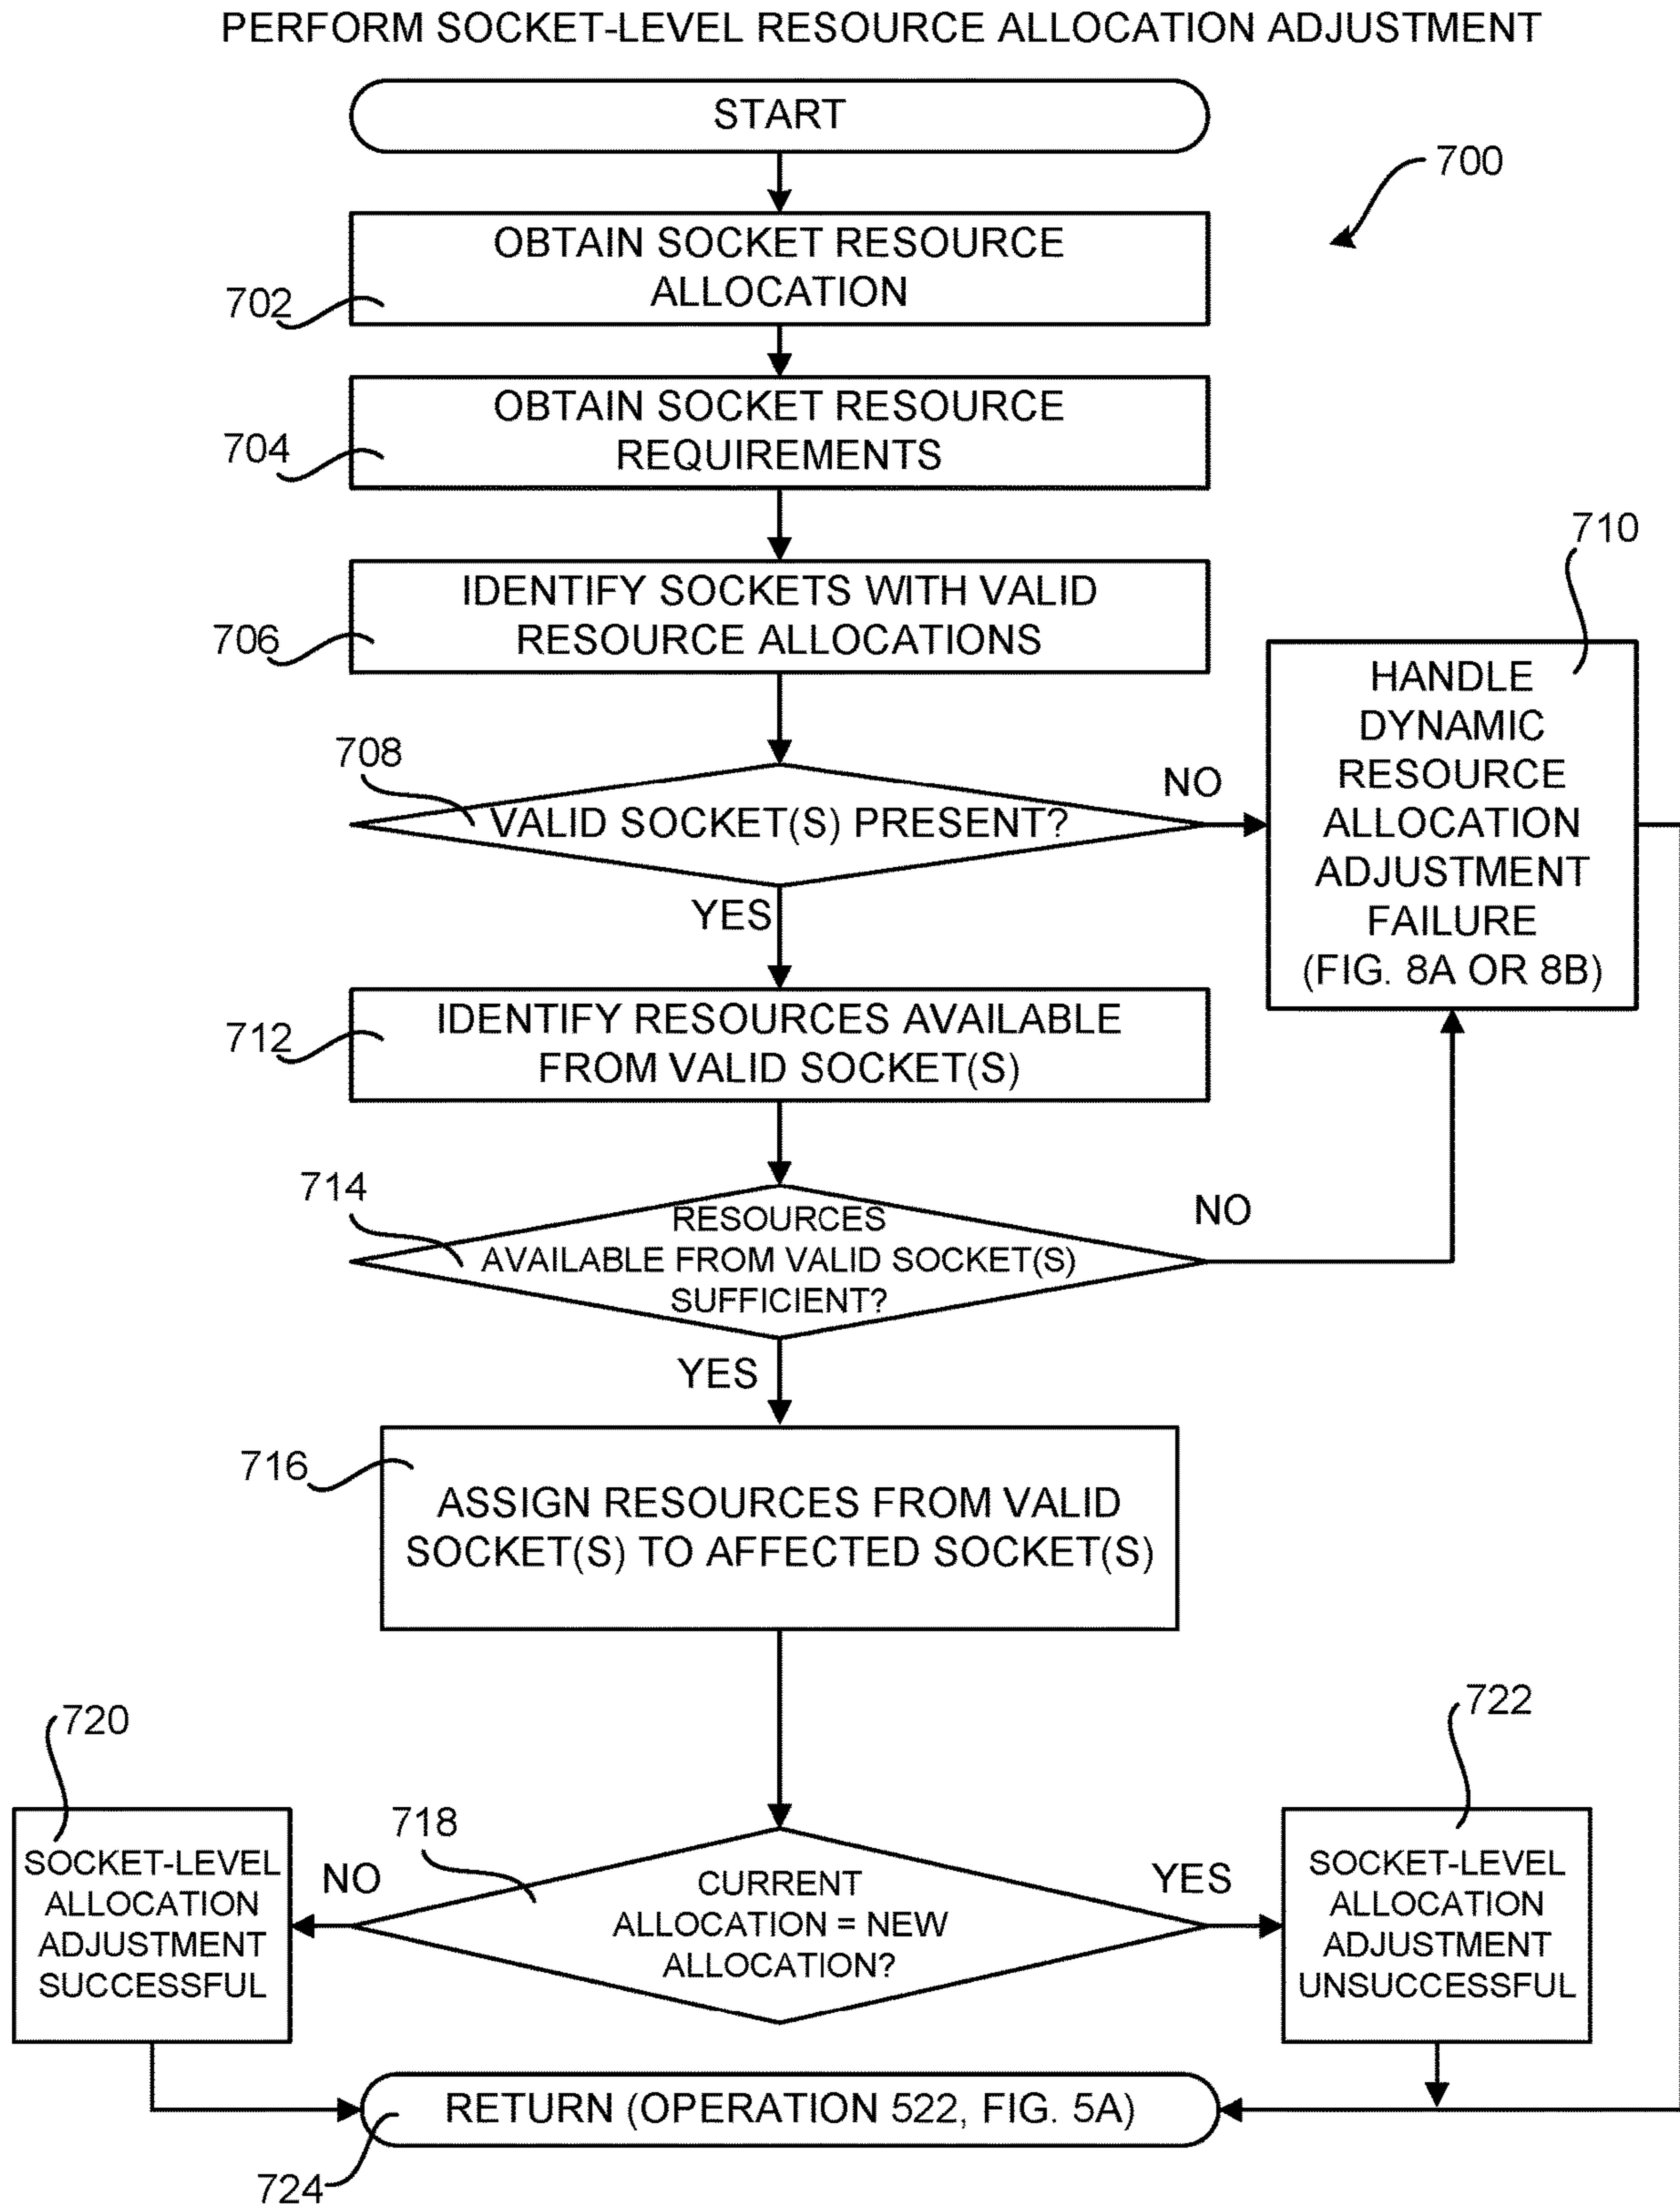 PERFORM SOCKET-LEVEL RESOURCE ALLOCATION ADJUSTMENT
START
700
OBTAIN SOCKET RESOURCE
ALLOCATION
702
OBTAIN SOCKET RESOURCE
REQUIREMENTS
704
IDENTIFY SOCKETS WITH VALID
RESOURCE ALLOCATIONS
706
708
VALID SOCKET(S) PRESENT?
NO
YES
710
HANDLE
DYNAMIC
RESOURCE
ALLOCATION
ADJUSTMENT
FAILURE
(FIG. 8A OR 8B)
IDENTIFY RESOURCES AVAILABLE
FROM VALID SOCKET(S)
712
714
RESOURCES
AVAILABLE FROM VALID SOCKET(S)
SUFFICIENT?
NO
YES
716
ASSIGN RESOURCES FROM VALID
SOCKET(S) TO AFFECTED SOCKET(S)
718
CURRENT
ALLOCATION = NEW
ALLOCATION?
NO
YES
720
SOCKET-LEVEL
ALLOCATION
ADJUSTMENT
SUCCESSFUL
722
SOCKET-LEVEL
ALLOCATION
ADJUSTMENT
UNSUCCESSFUL
RETURN (OPERATION 522, FIG. 5A)
724